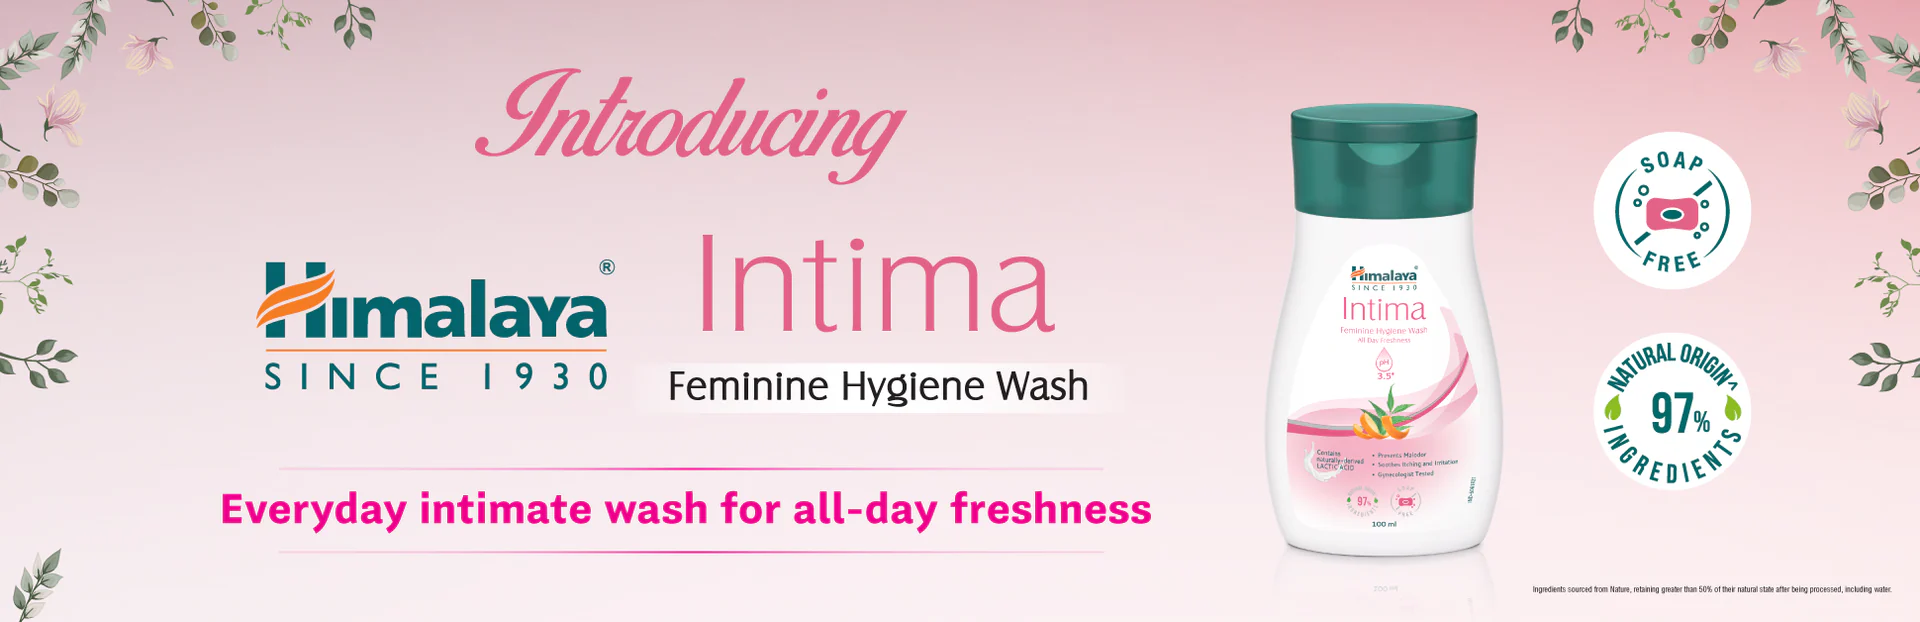 Introducing
Himalaya®
SINCE 1930
Intima
Feminine Hygiene Wash
Everyday intimate wash for all-day freshness
Himalaya®
SINCE 1930
Intima
Feminine Hygiene Wash
All Day Freshness
pH
3.5*
Contains
naturally-derived
LACTIC ACID
• Prevents Malodor
• Soothes Itching and Irritation
• Gynecologist Tested
97%
100 ml
SOAP
FREE
NATURAL ORIGIN^
97%
INGREDIENTS
Ingredients sourced from Nature, retaining greater than 50% of their natural state after being processed, including water.